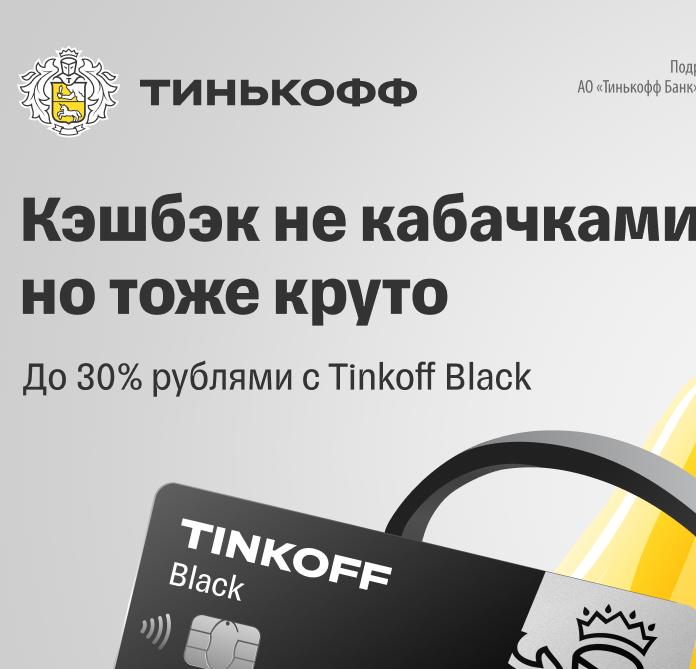 ТИНЬКОФФ
АО «Тинькофф Банк»
Кэшбэк не кабачками
но тоже круто
До 30% рублями с Tinkoff Black
TINKOFF
Black